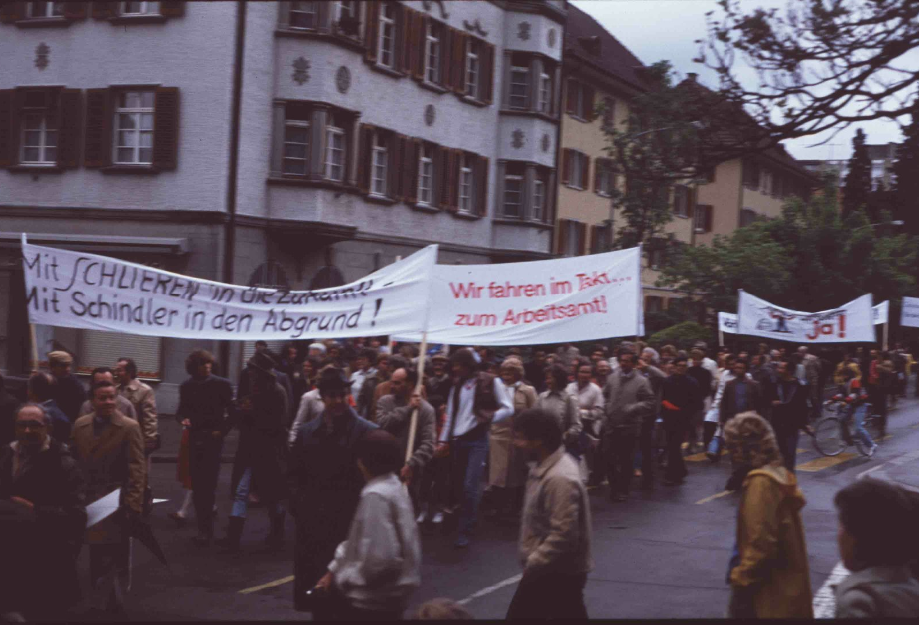 Mit SCHLIEREN in die Zukunft -
Mit Schindler in den Abgrund !
Wir fahren im Takt...
zum Arbeitsamt!
ja!